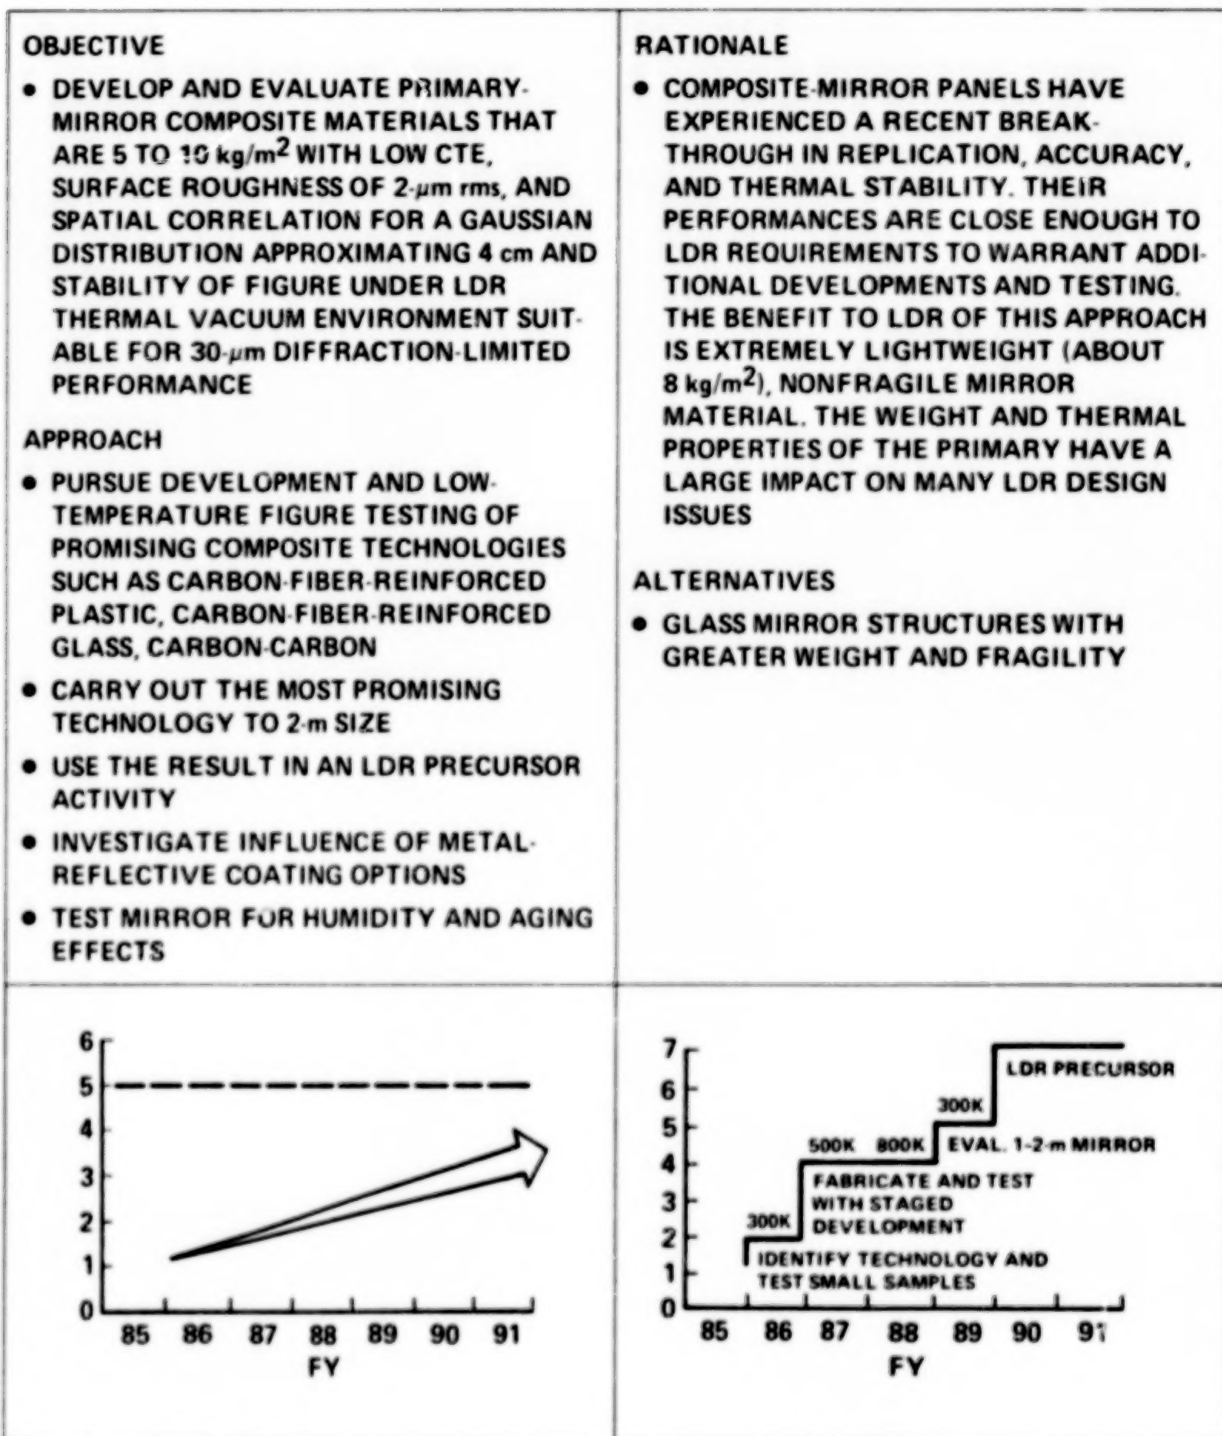 OBJECTIVE
• DEVELOP AND EVALUATE PRIMARY-
MIRROR COMPOSITE MATERIALS THAT
ARE 5 TO 10 kg/m² WITH LOW CTE,
SURFACE ROUGHNESS OF 2-μm rms, AND
SPATIAL CORRELATION FOR A GAUSSIAN
DISTRIBUTION APPROXIMATING 4 cm AND
STABILITY OF FIGURE UNDER LDR
THERMAL VACUUM ENVIRONMENT SUIT-
ABLE FOR 30-μm DIFFRACTION-LIMITED
PERFORMANCE
APPROACH
• PURSUE DEVELOPMENT AND LOW-
TEMPERATURE FIGURE TESTING OF
PROMISING COMPOSITE TECHNOLOGIES
SUCH AS CARBON-FIBER-REINFORCED
PLASTIC, CARBON-FIBER-REINFORCED
GLASS, CARBON-CARBON
• CARRY OUT THE MOST PROMISING
TECHNOLOGY TO 2-m SIZE
• USE THE RESULT IN AN LDR PRECURSOR
ACTIVITY
• INVESTIGATE INFLUENCE OF METAL-
REFLECTIVE COATING OPTIONS
• TEST MIRROR FOR HUMIDITY AND AGING
EFFECTS
RATIONALE
• COMPOSITE-MIRROR PANELS HAVE
EXPERIENCED A RECENT BREAK-
THROUGH IN REPLICATION, ACCURACY,
AND THERMAL STABILITY. THEIR
PERFORMANCES ARE CLOSE ENOUGH TO
LDR REQUIREMENTS TO WARRANT ADDI-
TIONAL DEVELOPMENTS AND TESTING.
THE BENEFIT TO LDR OF THIS APPROACH
IS EXTREMELY LIGHTWEIGHT (ABOUT
8 kg/m²), NONFRAGILE MIRROR
MATERIAL. THE WEIGHT AND THERMAL
PROPERTIES OF THE PRIMARY HAVE A
LARGE IMPACT ON MANY LDR DESIGN
ISSUES
ALTERNATIVES
• GLASS MIRROR STRUCTURES WITH
GREATER WEIGHT AND FRAGILITY
6
5
4
3
2
1
0
85 86 87 88 89 90 91
FY
7
6
5
4
3
2
1
0
LDR PRECURSOR
300K
EVAL. 1-2-m MIRROR
500K 800K
FABRICATE AND TEST
WITH STAGED
DEVELOPMENT
300K
IDENTIFY TECHNOLOGY AND
TEST SMALL SAMPLES
85 86 87 88 89 90 91
FY